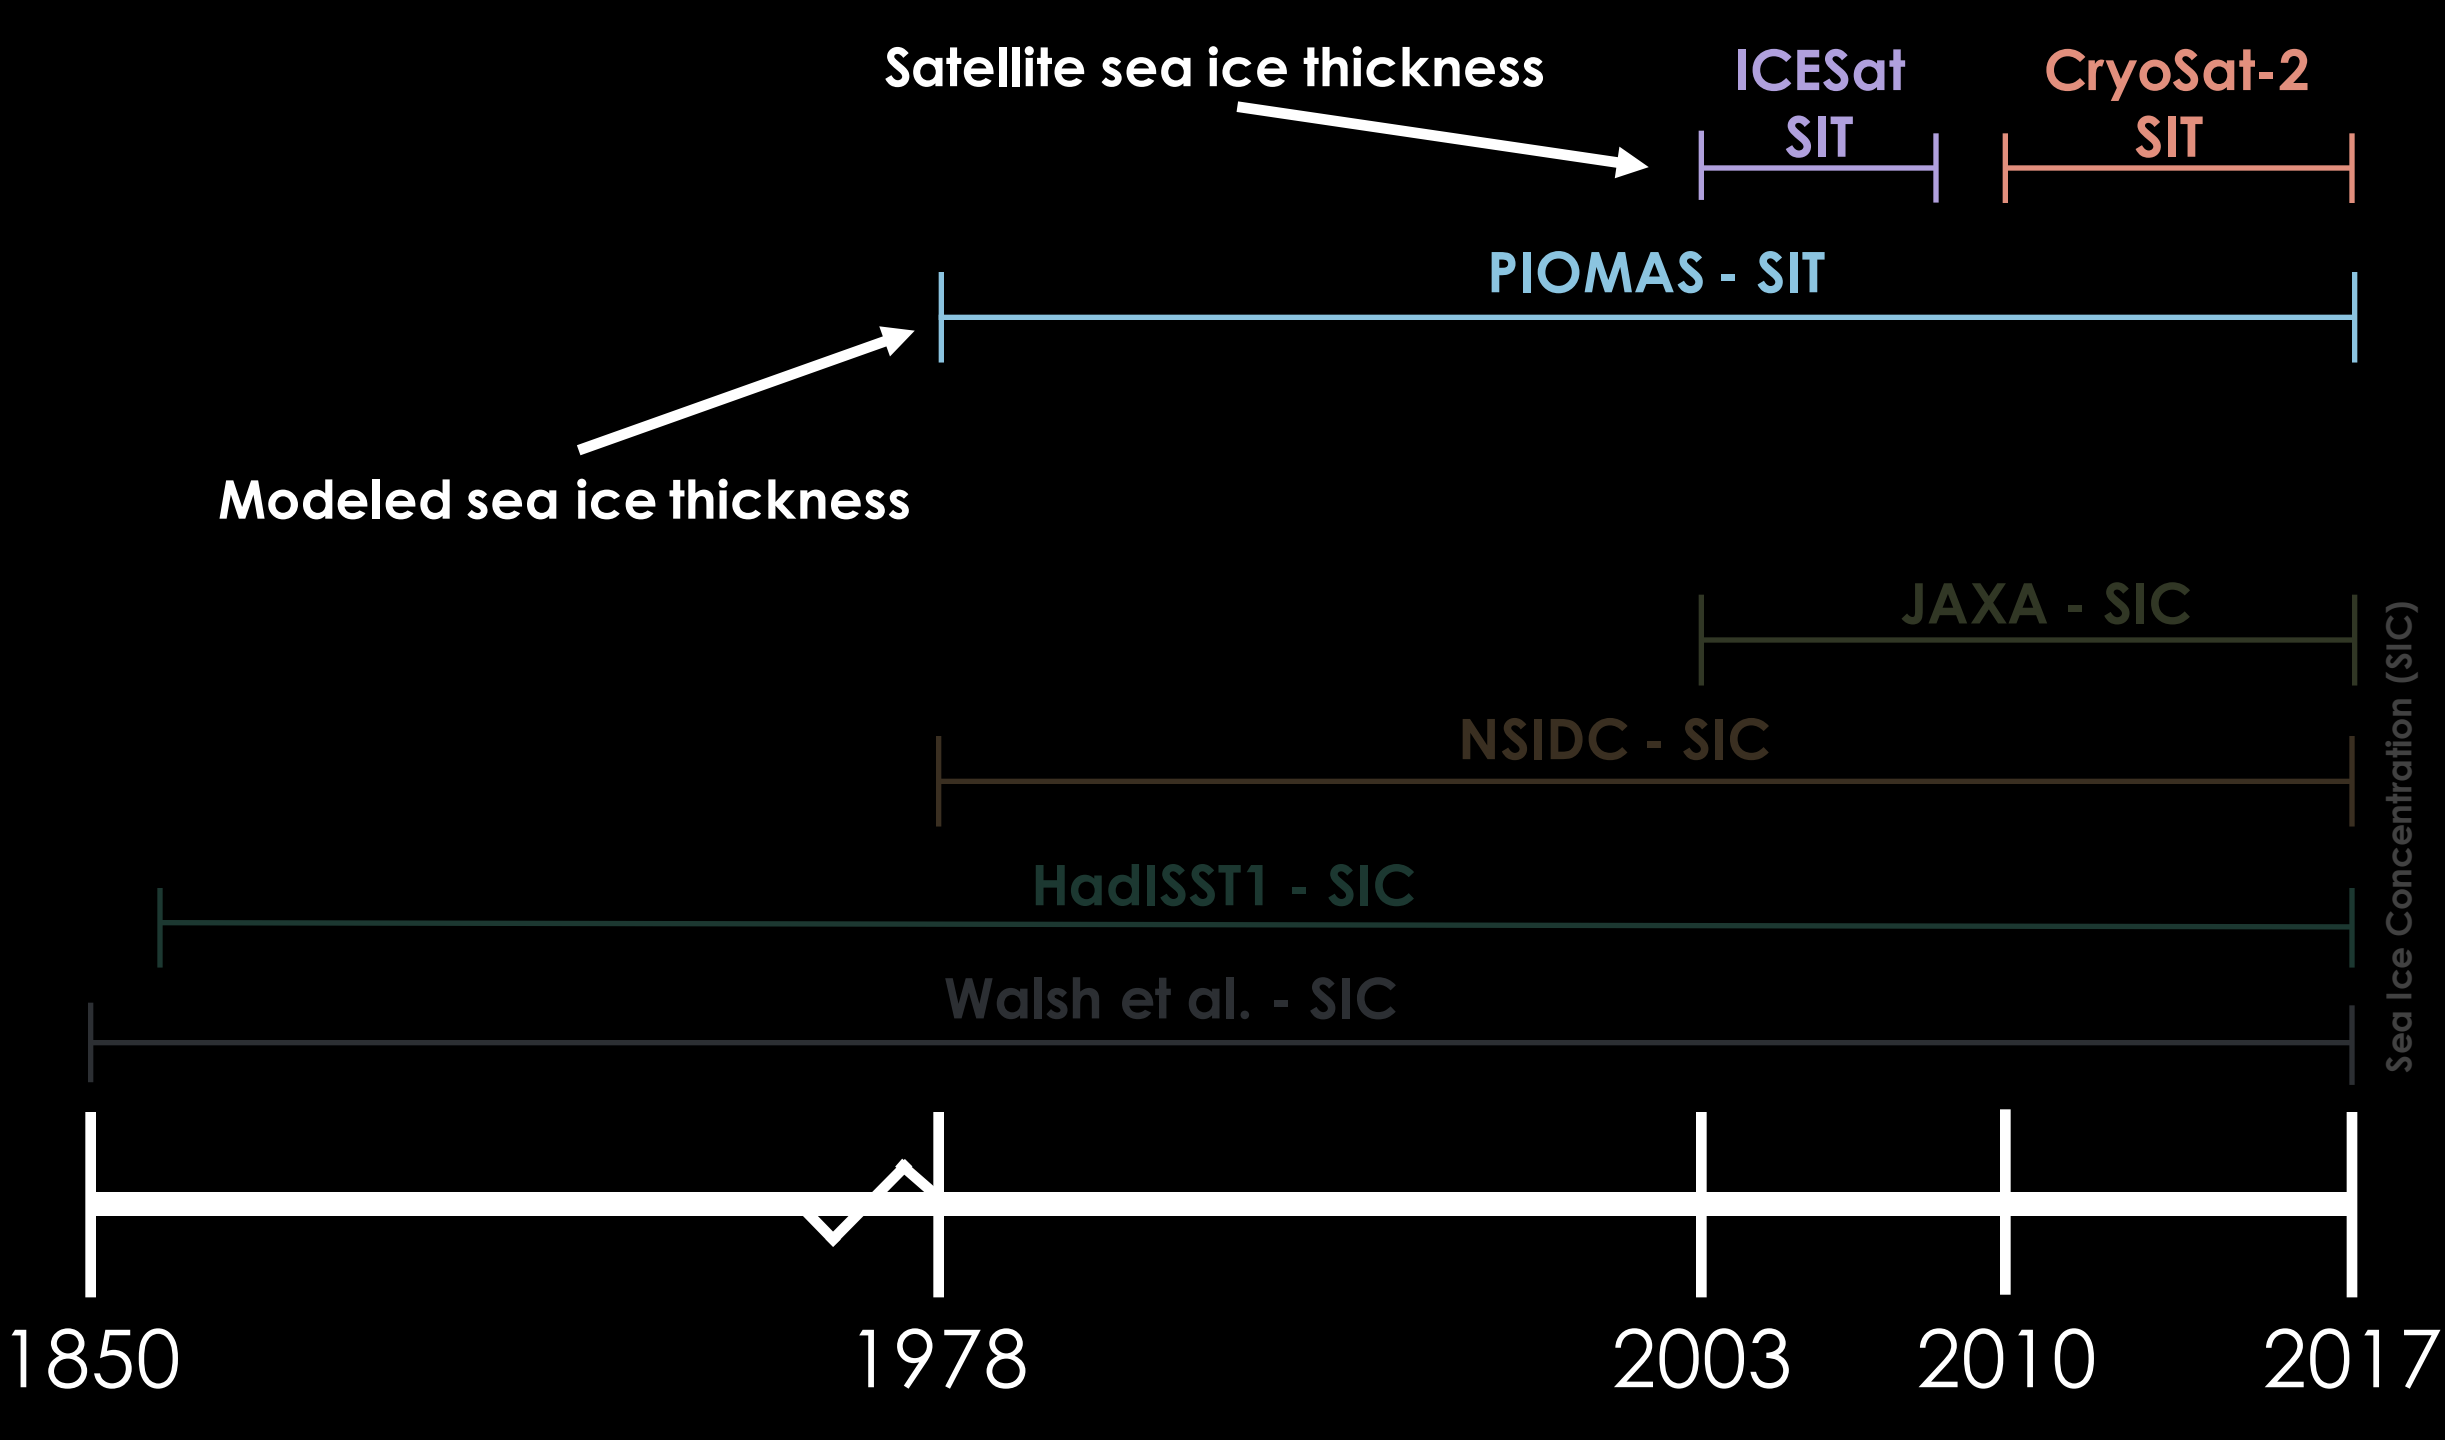 Satellite sea ice thickness
ICESat
SIT
CryoSat-2
SIT
PIOMAS - SIT
Modeled sea ice thickness
JAXA - SIC
NSIDC - SIC
HadISST1 - SIC
Walsh et al. - SIC
Sea Ice Concentration (SIC)
1850
1978
2003
2010
2017